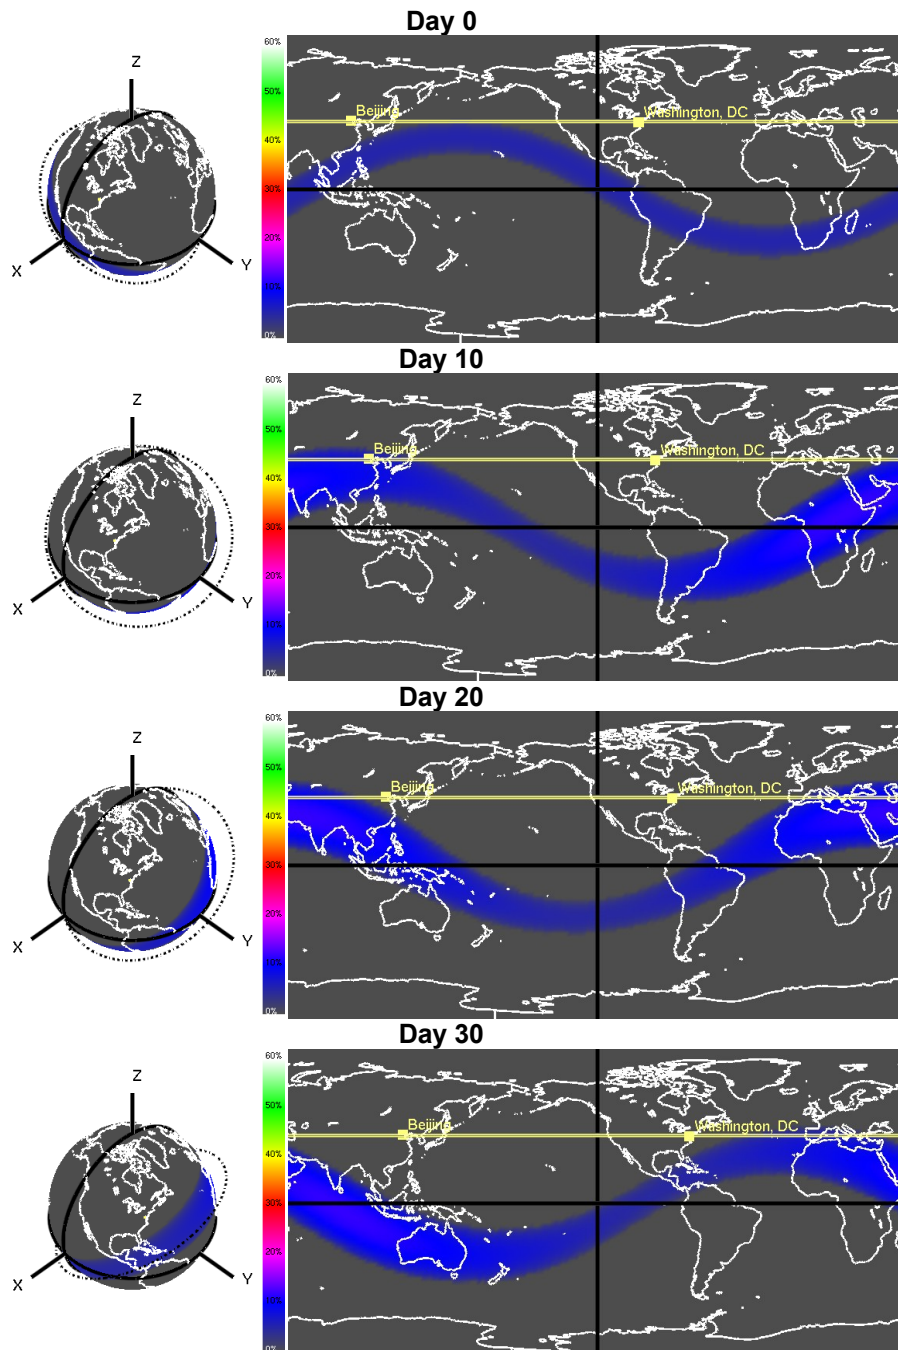 Day 0
Z
X
Y
60%
50%
40%
30%
20%
10%
0%
Beijing
Washington, DC
Day 10
Z
X
Y
60%
50%
40%
30%
20%
10%
0%
Beijing
Washington, DC
Day 20
Z
X
Y
60%
50%
40%
30%
20%
10%
0%
Beijing
Washington, DC
Day 30
Z
X
Y
60%
50%
40%
30%
20%
10%
0%
Beijing
Washington, DC